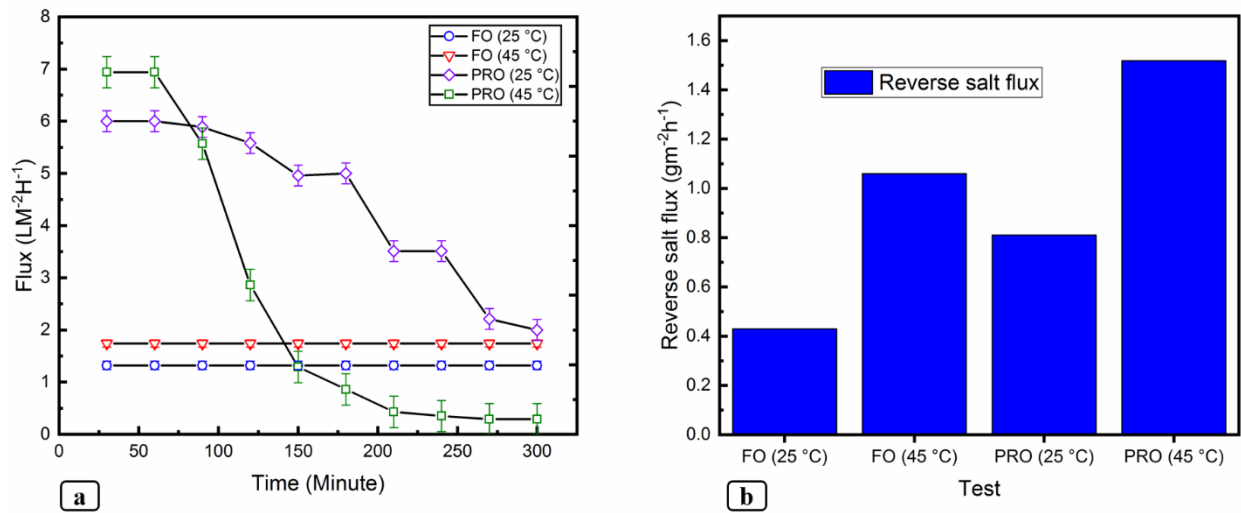 8
7
6
5
4
3
2
1
0
Flux (LM⁻²H⁻¹)
FO (25 °C)
FO (45 °C)
PRO (25 °C)
PRO (45 °C)
0 50 100 150 200 250 300
Time (Minute)
a
1.6
1.4
1.2
1.0
0.8
0.6
0.4
0.2
0.0
Reverse salt flux (gm⁻²h⁻¹)
Reverse salt flux
FO (25 °C) FO (45 °C) PRO (25 °C) PRO (45 °C)
Test
b